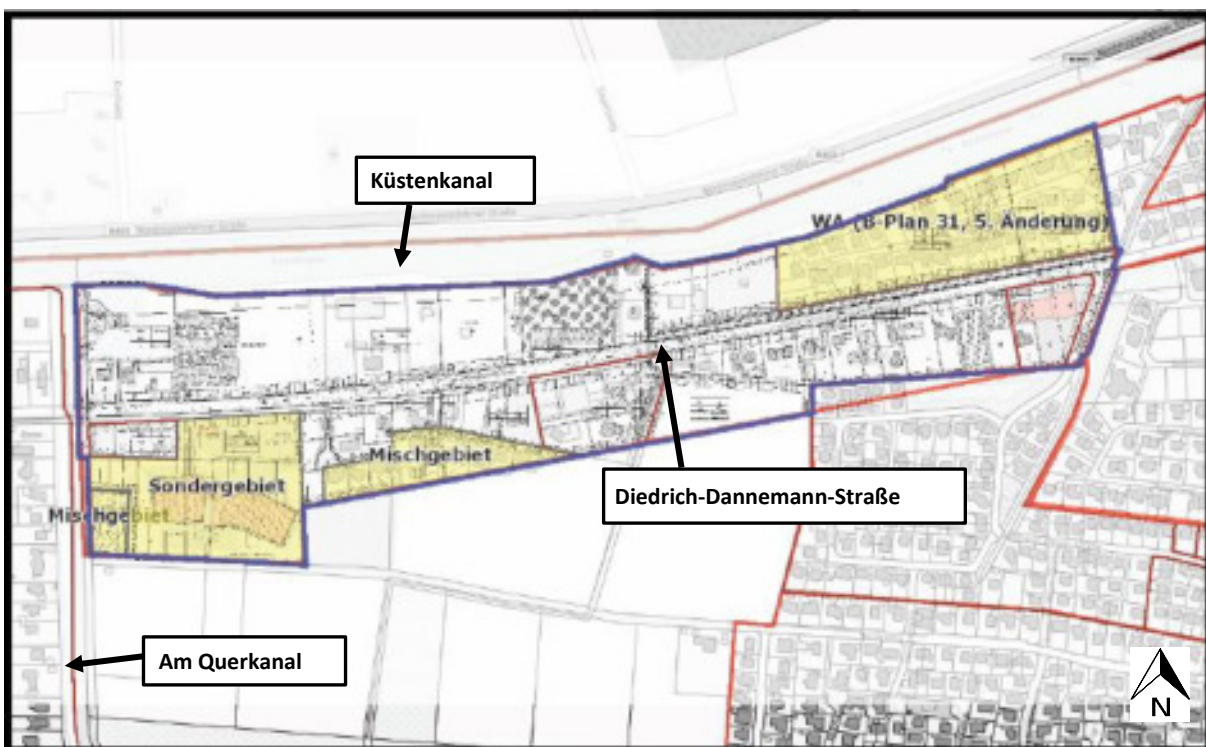 Küstenkanal
WA (B-Plan 31, 5. Änderung)
Mischgebiet
Sondergebiet
Mischgebiet
Diedrich-Dannemann-Straße
Am Querkanal
N